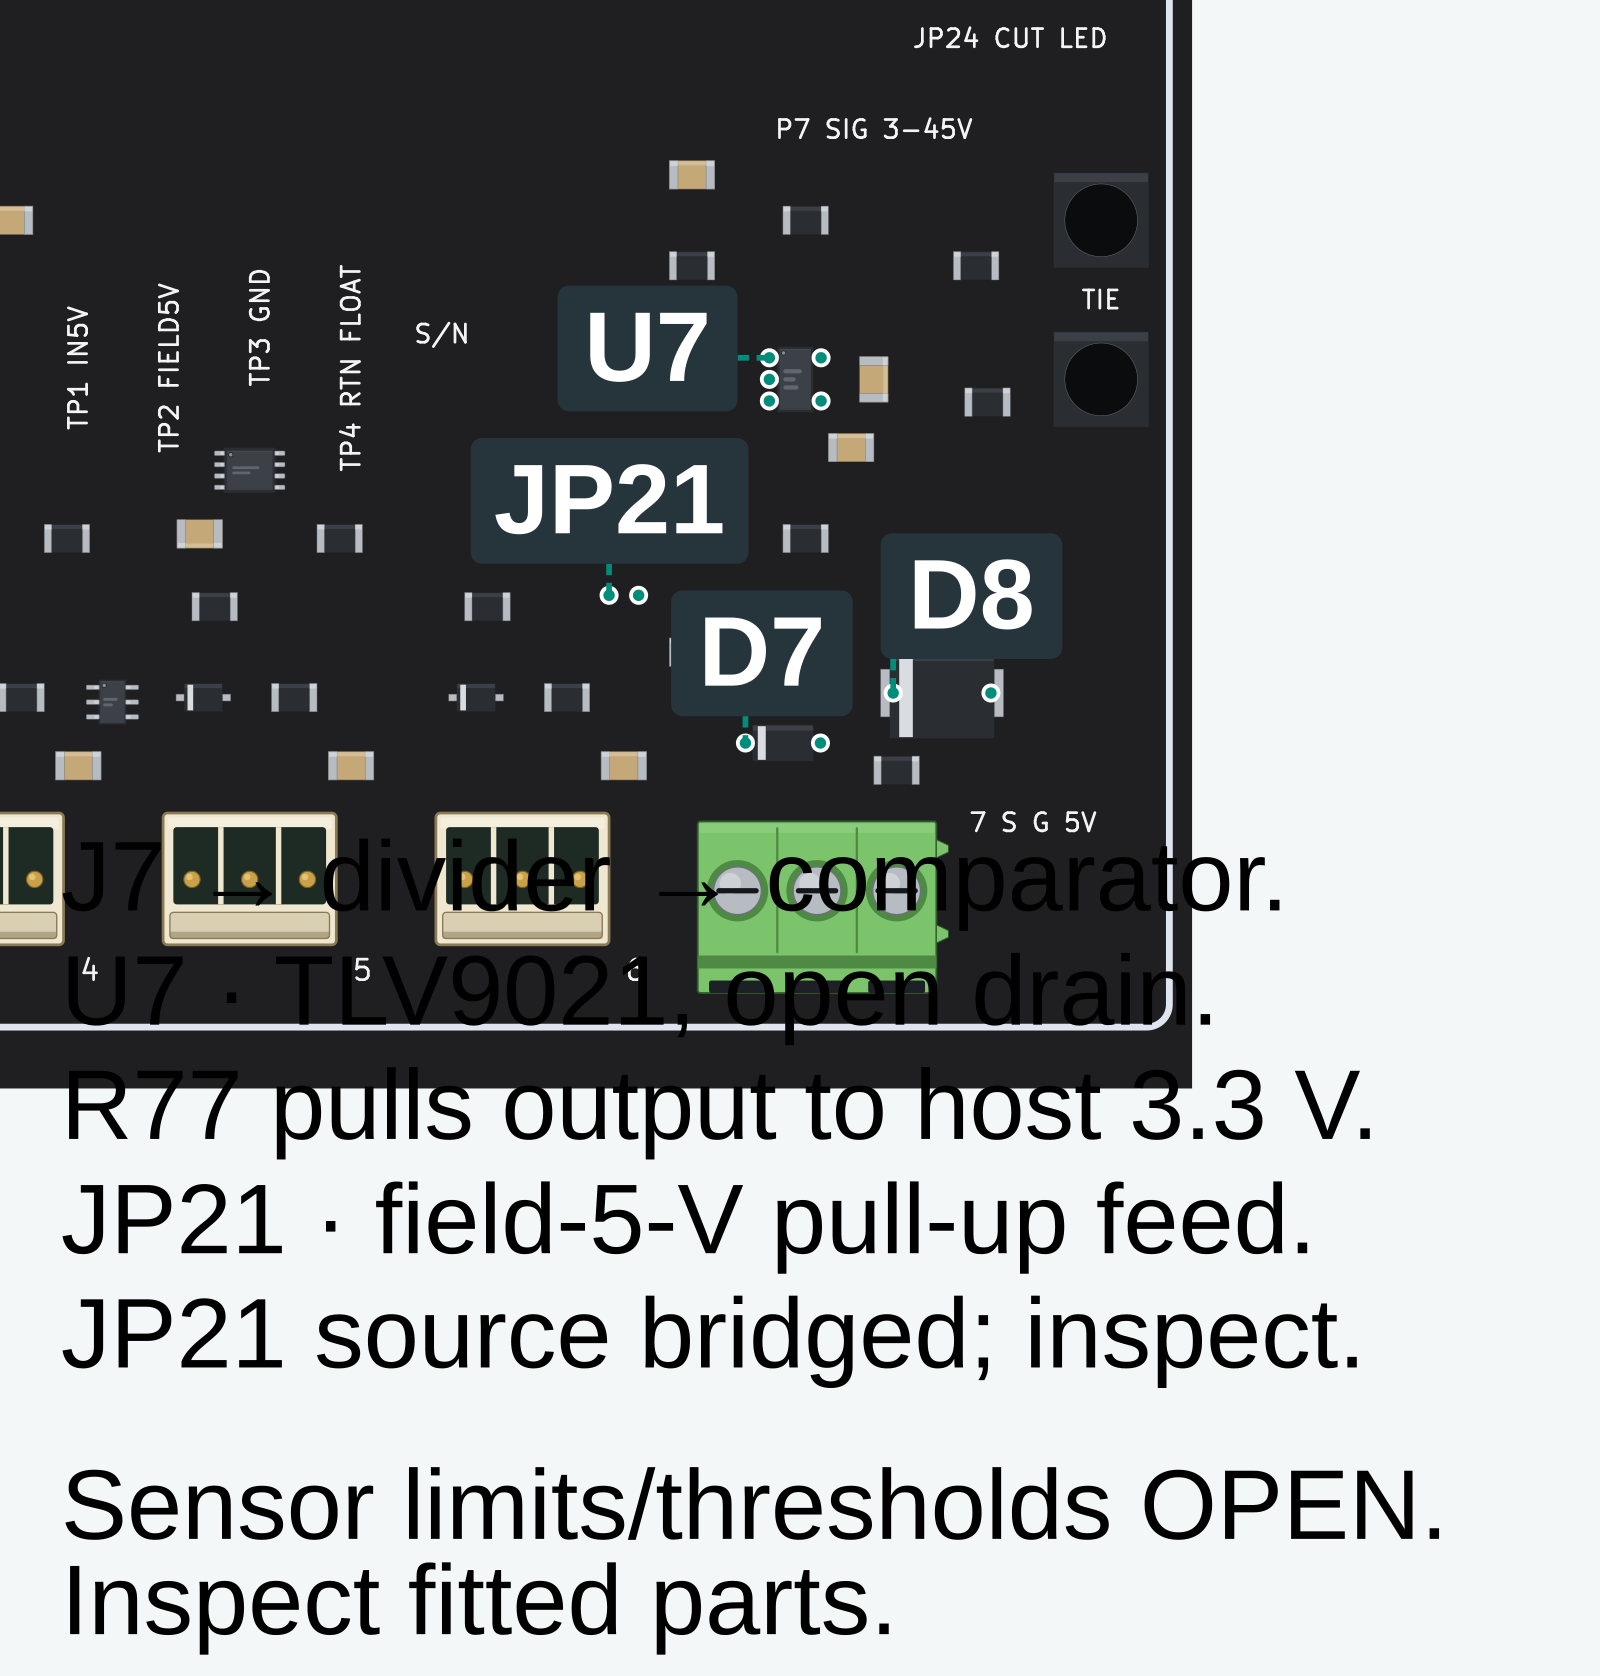 JP24 CUT LED
P7 SIG 3-45V
TIE
TP1 IN5V
TP2 FIELD5V
TP3 GND
TP4 RTN FLOAT
S/N
U7
JP21
D7
D8
7 S G 5V
J7 → divider → comparator.
4
5
6
U7 · TLV9021, open drain.
R77 pulls output to host 3.3 V.
JP21 · field-5-V pull-up feed.
JP21 source bridged; inspect.
Sensor limits/thresholds OPEN.
Inspect fitted parts.